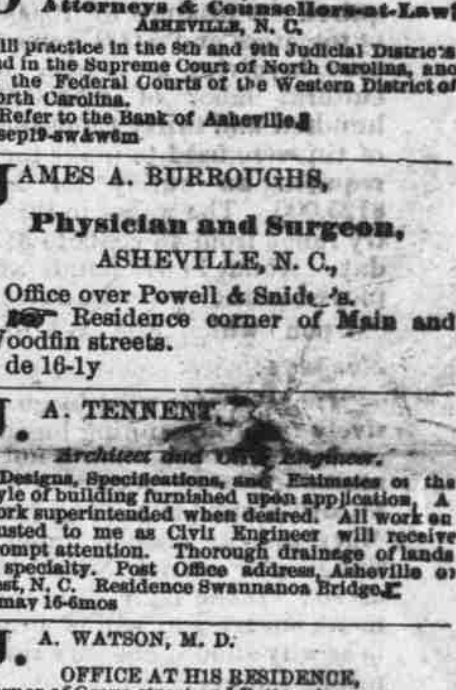 Attorneys & Counsellors-at-Law
ASHEVILLE, N. C.
ill practice in the 8th and 9th Judicial Districts
nd in the Supreme Court of North Carolina, and
the Federal Courts of the Western District of
orth Carolina.
Refer to the Bank of Asheville
sep19-sw&w6m
JAMES A. BURROUGHS,
Physician and Surgeon,
ASHEVILLE, N. C.,
Office over Powell & 's.
Residence corner of Main and
oodfin streets.
de 16-1y
J. A. TENNENT,
Architect and Civil Engineer.
Designs, Specifications, and Estimates of the
yle of building furnished upon application. A
ork superintended when desired. All work en
usted to me as Civil Engineer will receive
ompt attention. Thorough drainage of lands
specialty. Post Office address, Asheville or
est, N. C. Residence Swannanoa Bridge.
may 16-6mos
J. A. WATSON, M. D.
OFFICE AT HIS RESIDENCE,